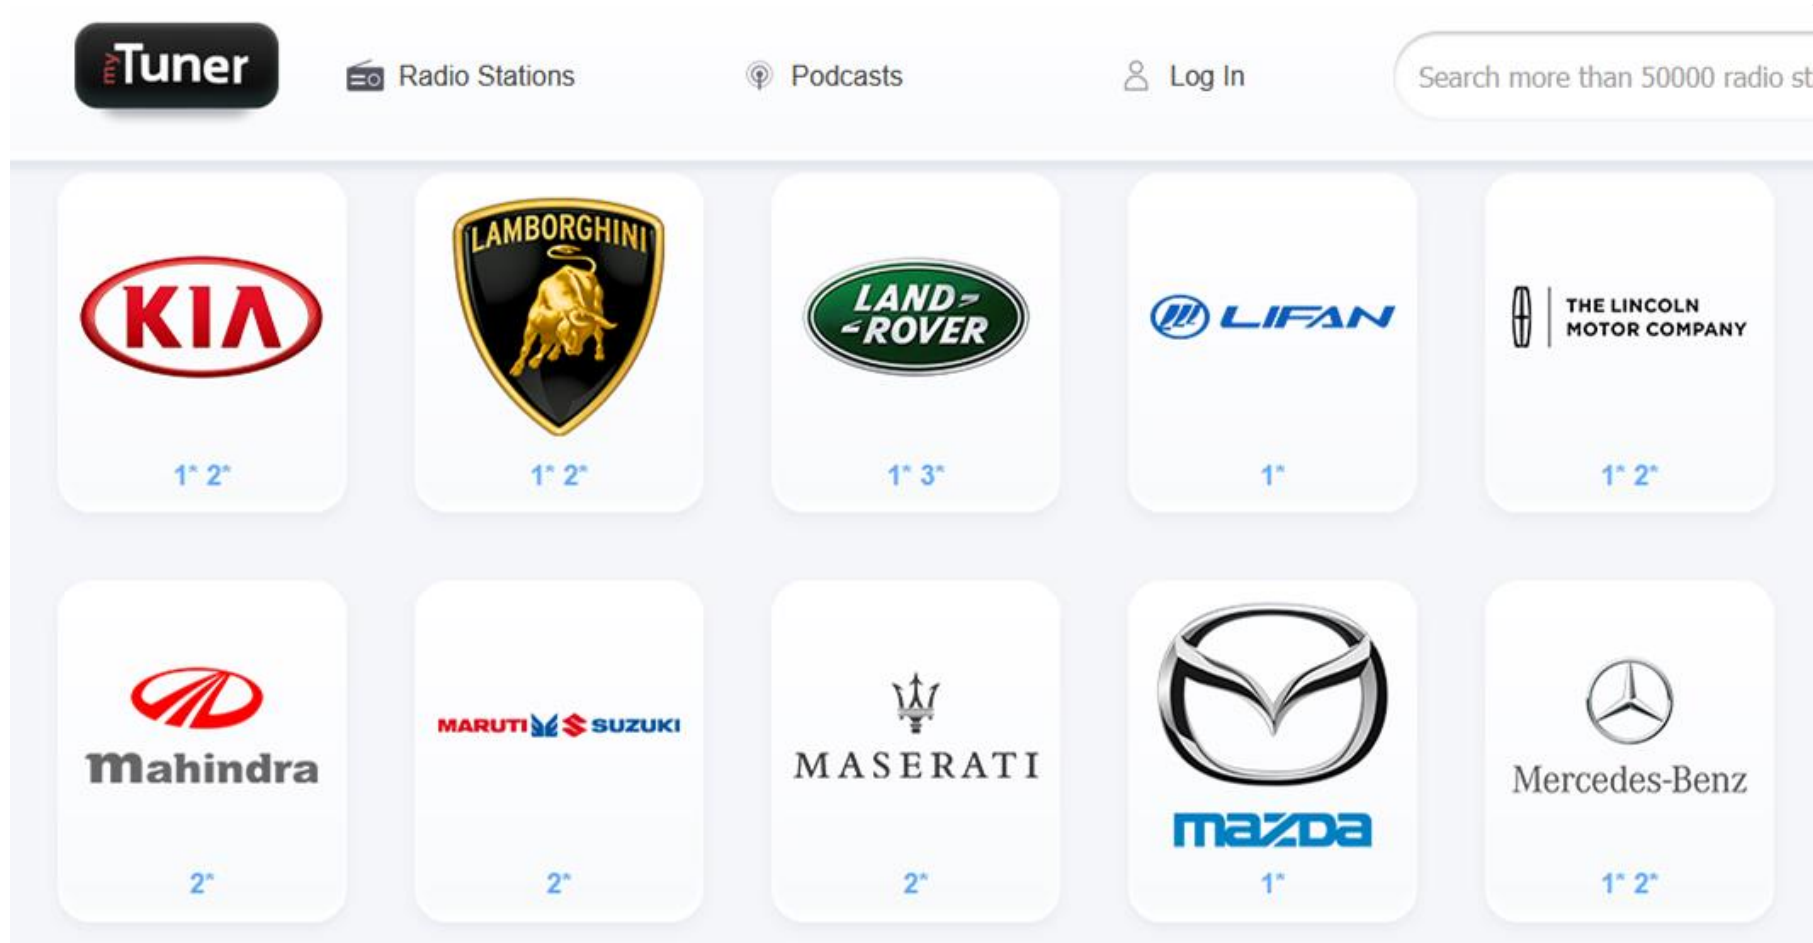 myTuner
Radio Stations
Podcasts
Log In
Search more than 50000 radio st
KIA
LAMBORGHINI
LAND-
-ROVER
LIFAN
THE LINCOLN
MOTOR COMPANY
1* 2*
1* 2*
1* 3*
1*
1* 2*
mahindra
MARUTI SUZUKI
MASERATI
mazda
Mercedes-Benz
2*
2*
2*
1*
1* 2*